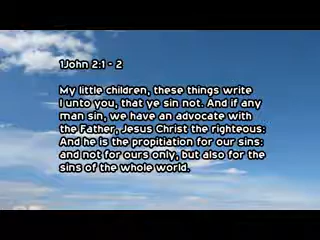 1John 2:1 - 2
My little children, these things write
I unto you, that ye sin not. And if any
man sin, we have an advocate with
the Father, Jesus Christ the righteous:
And he is the propitiation for our sins:
and not for ours only, but also for the
sins of the whole world.